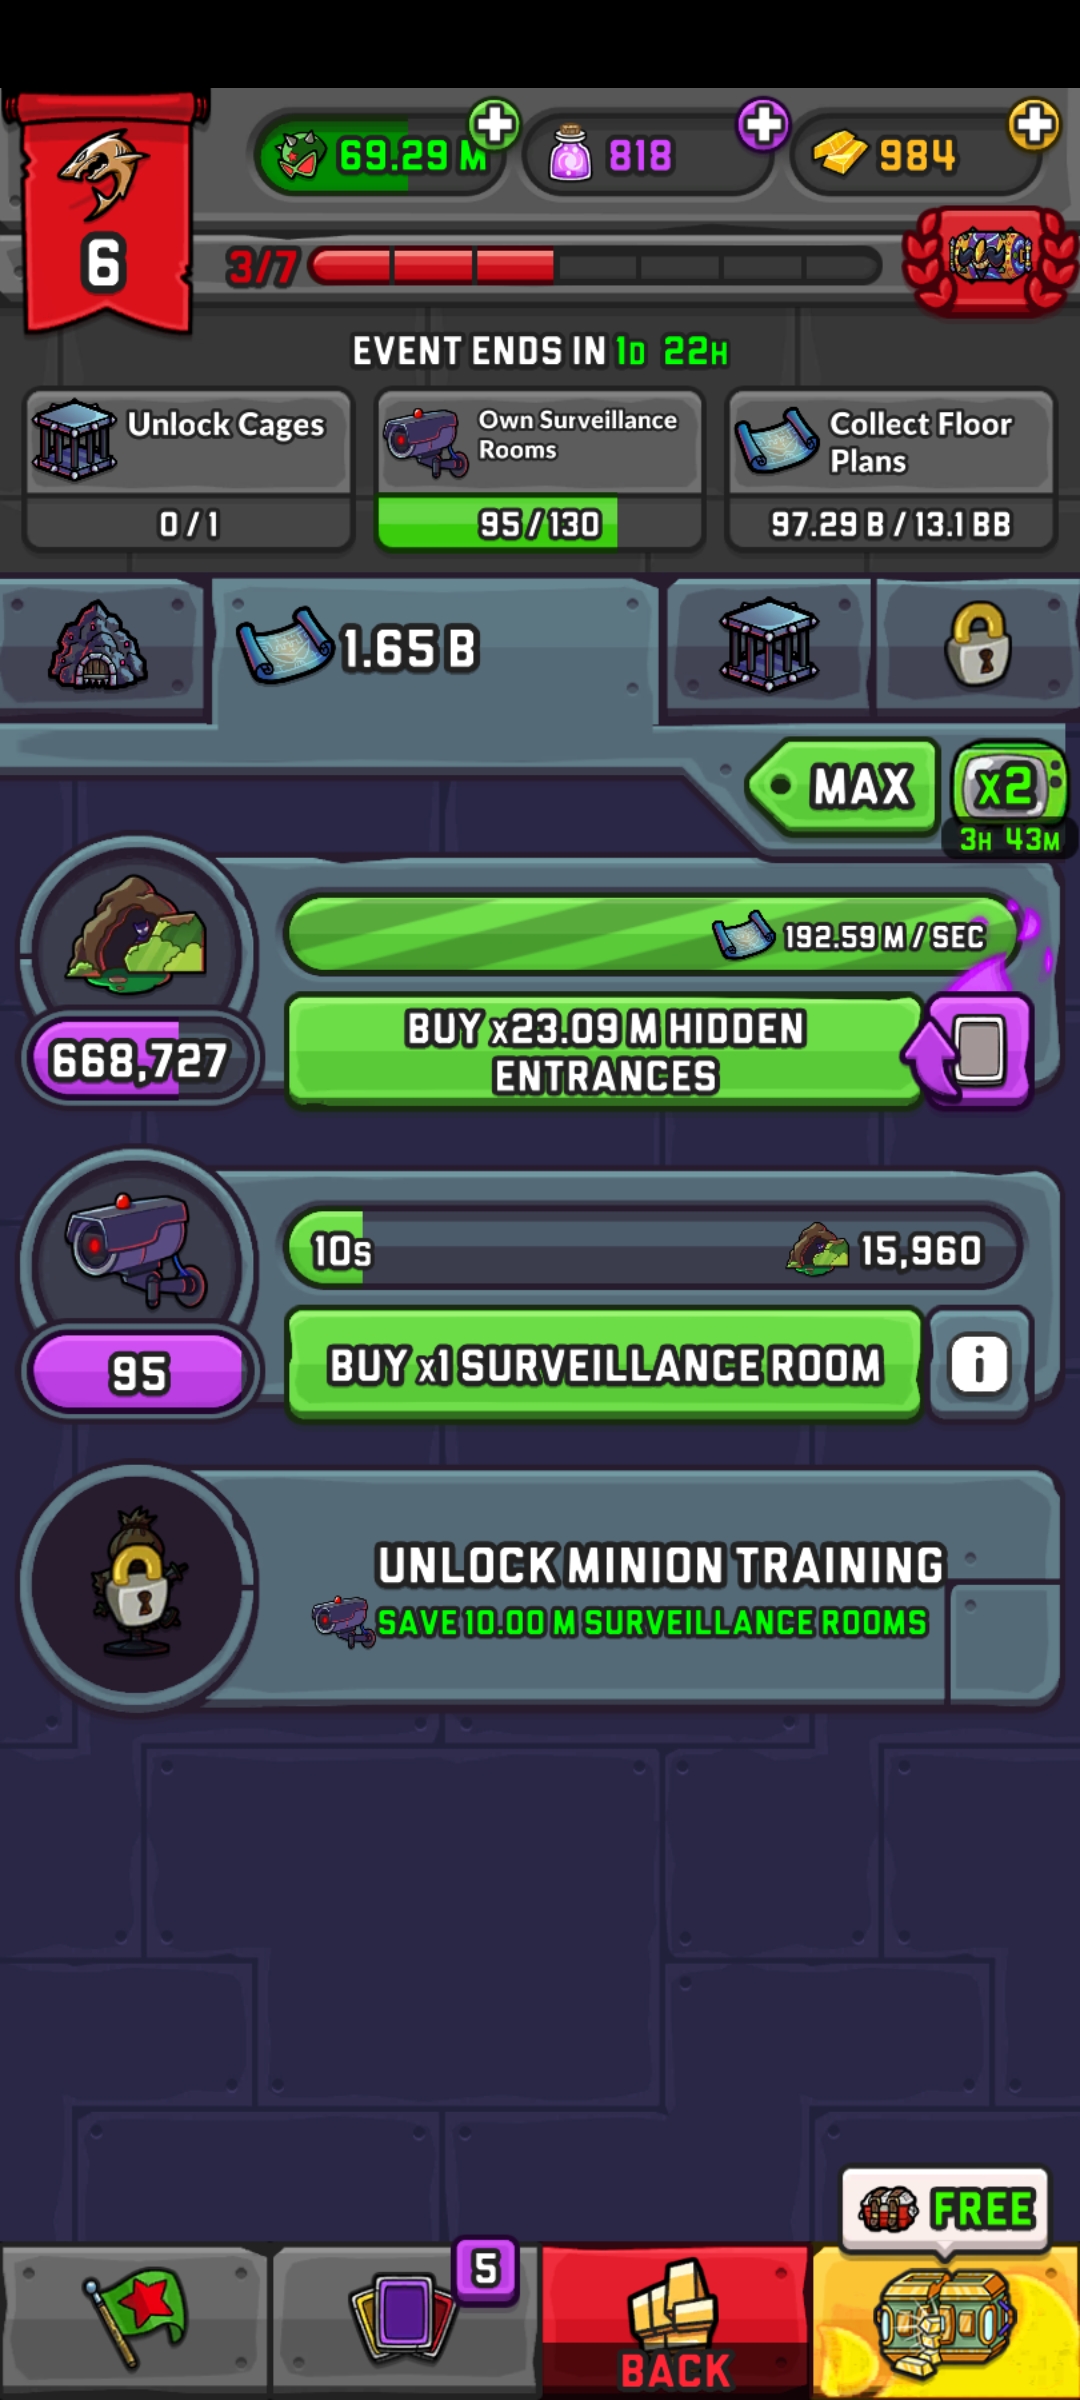 69.29 M
818
984
6
3/7
EVENT ENDS IN 1D 22H
Unlock Cages
0 / 1
Own Surveillance
Rooms
95 / 130
Collect Floor
Plans
97.29 B / 13.1 BB
1.65 B
MAX
x2
3H 43M
192.59 M / SEC
668,727
BUY x23.09 M HIDDEN
ENTRANCES
10s
15,960
95
BUY x1 SURVEILLANCE ROOM
i
UNLOCK MINION TRAINING
SAVE 10.00 M SURVEILLANCE ROOMS
FREE
5
BACK